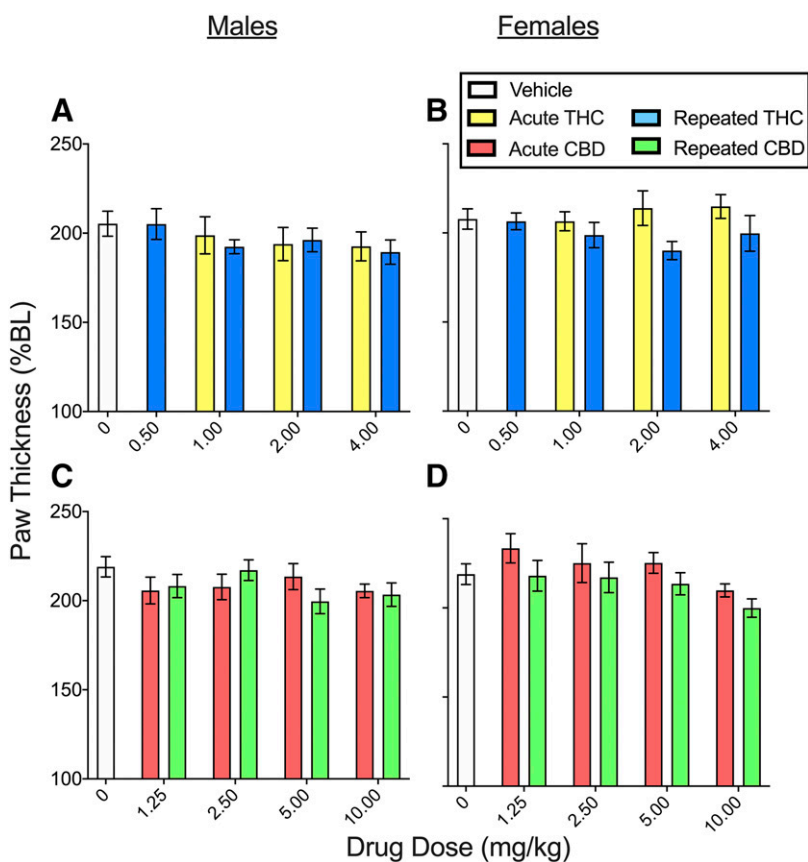 Males
Females
Vehicle
Acute THC
Repeated THC
Acute CBD
Repeated CBD
A
B
250
200
150
100
0
0.50
1.00
2.00
4.00
0
0.50
1.00
2.00
4.00
C
D
250
200
150
100
0
1.25
2.50
5.00
10.00
0
1.25
2.50
5.00
10.00
Paw Thickness (%BL)
Drug Dose (mg/kg)